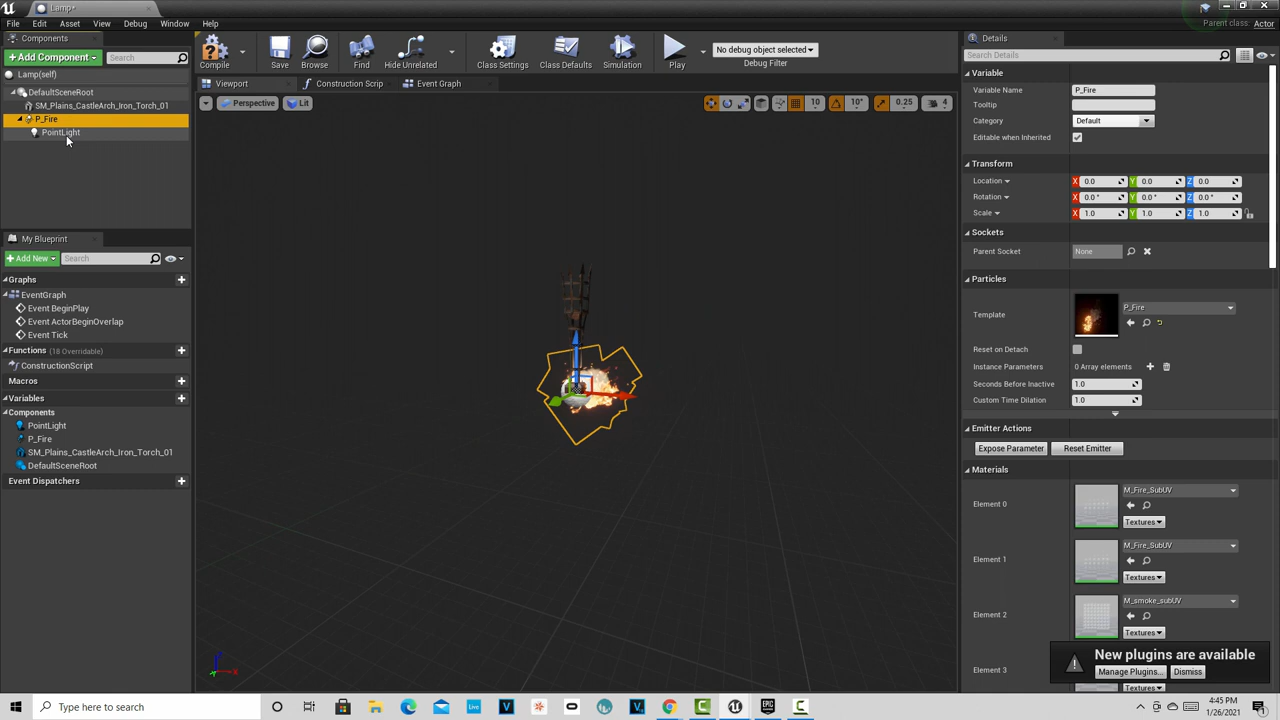 Lamp*
Parent class: Actor
File Edit Asset View Debug Window Help
Components
+Add Component Search
Lamp(self)
DefaultSceneRoot
SM_Plains_CastleArch_Iron_Torch_01
P_Fire
PointLight
My Blueprint
+Add New Search
Graphs
EventGraph
Event BeginPlay
Event ActorBeginOverlap
Event Tick
Functions (18 Overridable)
ConstructionScript
Macros
Variables
Components
PointLight
P_Fire
SM_Plains_CastleArch_Iron_Torch_01
DefaultSceneRoot
Event Dispatchers
Compile Save Browse Find Hide Unrelated Class Settings Class Defaults Simulation Play
No debug object selected
Debug Filter
Viewport Construction Scrip Event Graph
Perspective Lit
10 10° 0.25 4
Details
Search Details
Variable
Variable Name P_Fire
Tooltip
Category Default
Editable when Inherited
Transform
Location X 0.0 Y 0.0 Z 0.0
Rotation X 0.0 ° Y 0.0 ° Z 0.0 °
Scale X 1.0 Y 1.0 Z 1.0
Sockets
Parent Socket None
Particles
Template P_Fire
Reset on Detach
Instance Parameters 0 Array elements
Seconds Before Inactive 1.0
Custom Time Dilation 1.0
Emitter Actions
Expose Parameter Reset Emitter
Materials
Element 0 M_Fire_SubUV
Textures
Element 1 M_Fire_SubUV
Textures
Element 2 M_smoke_subUV
Textures
Element 3
Textures
New plugins are available
Manage Plugins... Dismiss
Type here to search
4:45 PM
1/26/2021